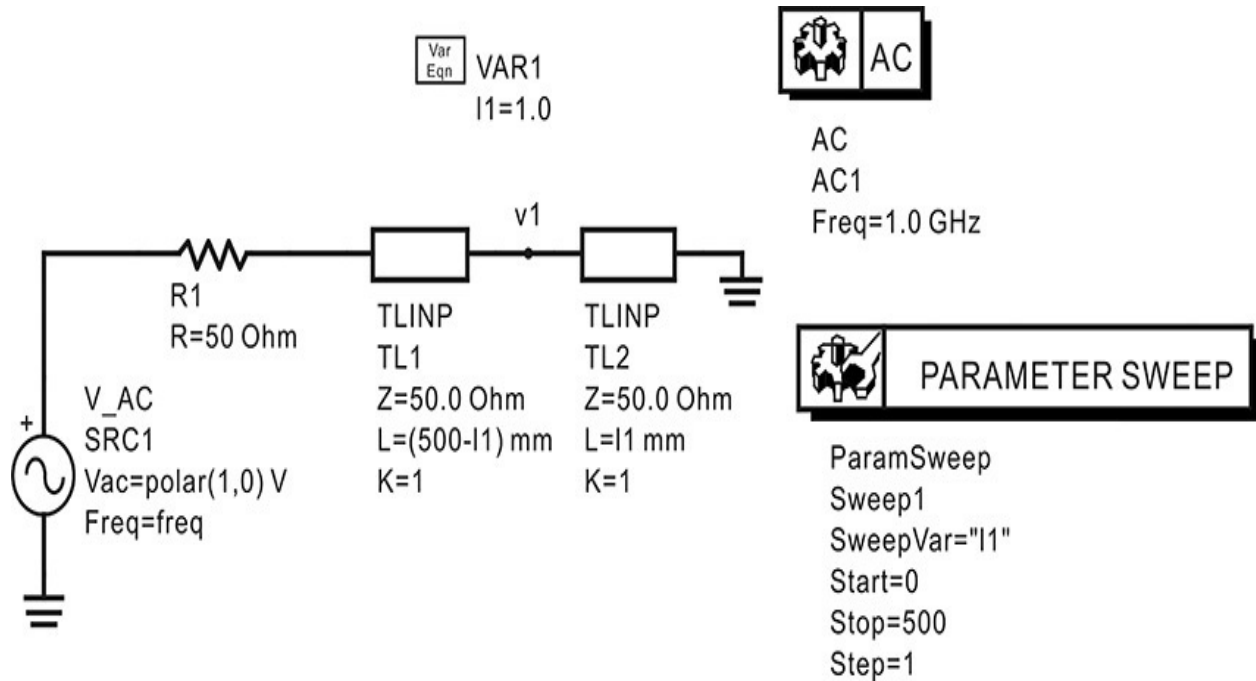 Var
Eqn
VAR1
l1=1.0
AC
AC
AC1
Freq=1.0 GHz
v1
R1
R=50 Ohm
TLINP
TL1
Z=50.0 Ohm
L=(500-l1) mm
K=1
TLINP
TL2
Z=50.0 Ohm
L=l1 mm
K=1
+
V_AC
SRC1
Vac=polar(1,0) V
Freq=freq
PARAMETER SWEEP
ParamSweep
Sweep1
SweepVar="l1"
Start=0
Stop=500
Step=1